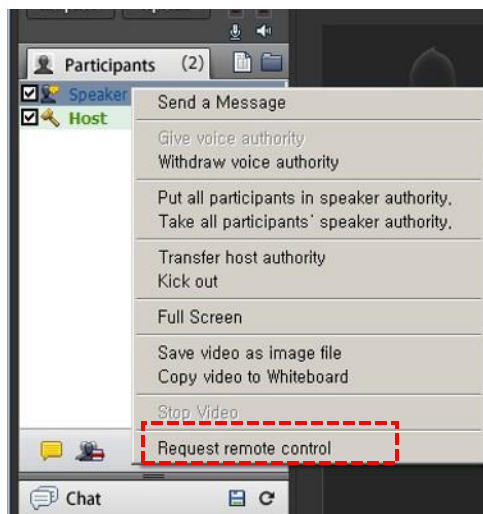 Participants (2)
Speaker
Host
Send a Message
Give voice authority
Withdraw voice authority
Put all participants in speaker authority,
Take all participants' speaker authority,
Transfer host authority
Kick out
Full Screen
Save video as image file
Copy video to Whiteboard
Stop Video
Request remote control
Chat